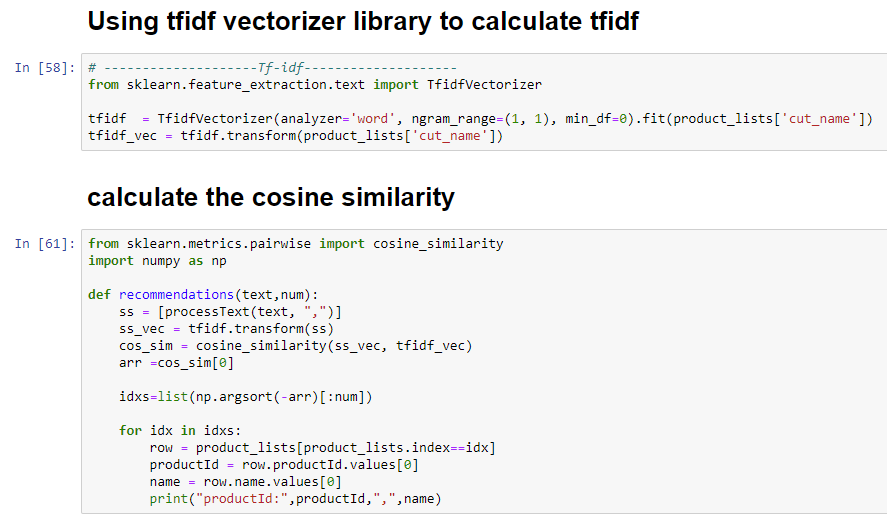 Using tfidf vectorizer library to calculate tfidf
In [58]: # --------------------Tf-idf--------------------
from sklearn.feature_extraction.text import TfidfVectorizer
tfidf  = TfidfVectorizer(analyzer='word', ngram_range=(1, 1), min_df=0).fit(product_lists['cut_name'])
tfidf_vec = tfidf.transform(product_lists['cut_name'])
calculate the cosine similarity
In [61]: from sklearn.metrics.pairwise import cosine_similarity
import numpy as np
def recommendations(text,num):
    ss = [processText(text, ",")]
    ss_vec = tfidf.transform(ss)
    cos_sim = cosine_similarity(ss_vec, tfidf_vec)
    arr =cos_sim[0]
    idxs=list(np.argsort(-arr)[:num])
    for idx in idxs:
        row = product_lists[product_lists.index==idx]
        productId = row.productId.values[0]
        name = row.name.values[0]
        print("productId:",productId,",",name)